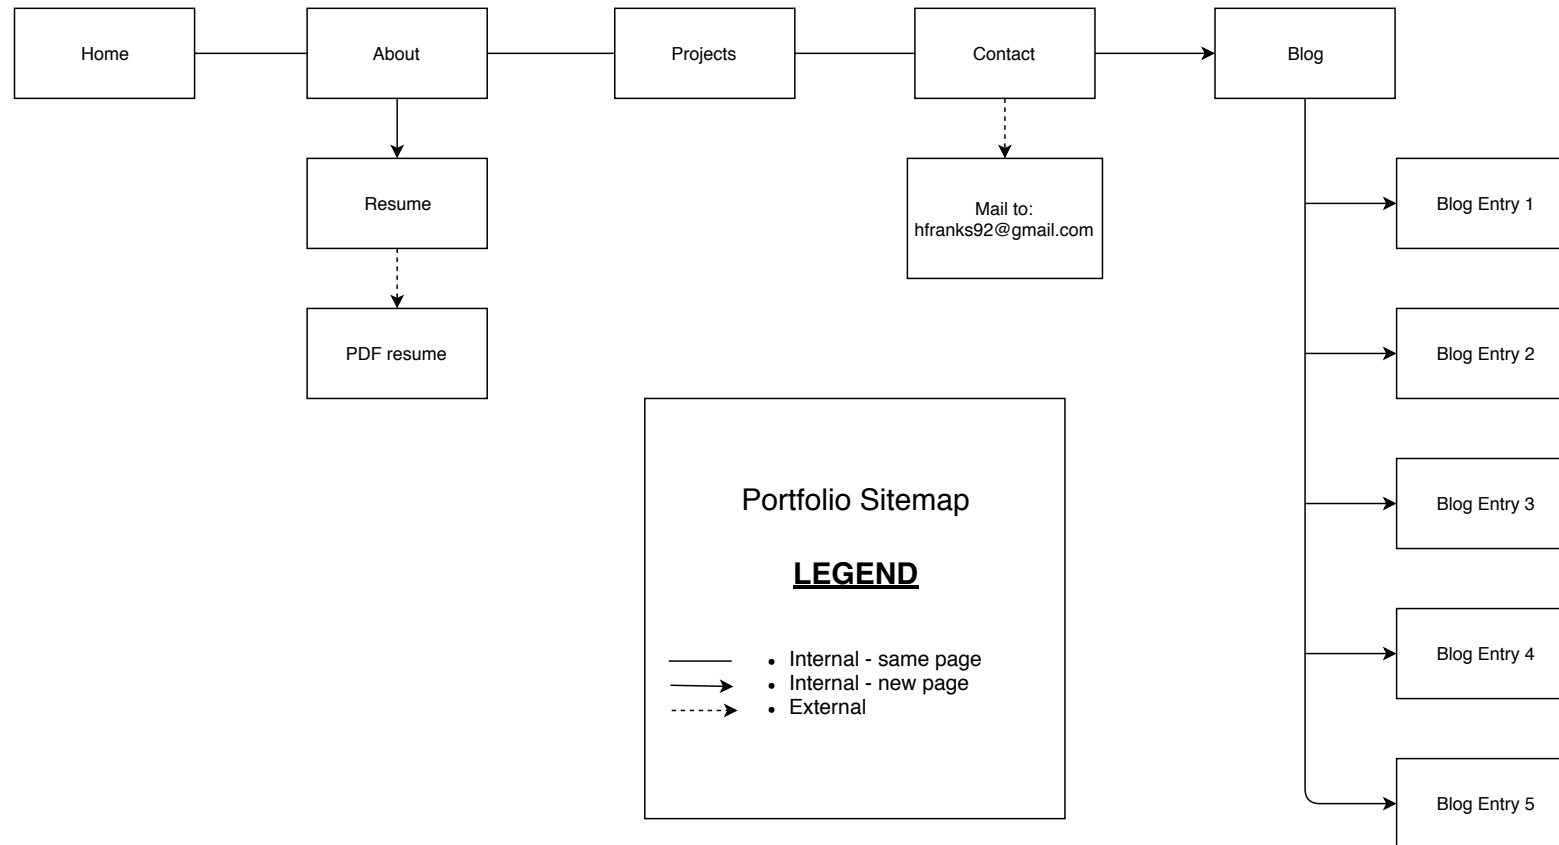 Home
About
Projects
Contact
Blog
Resume
Mail to:
hfranks92@gmail.com
Blog Entry 1
PDF resume
Blog Entry 2
Portfolio Sitemap
LEGEND
• Internal - same page
• Internal - new page
• External
Blog Entry 3
Blog Entry 4
Blog Entry 5